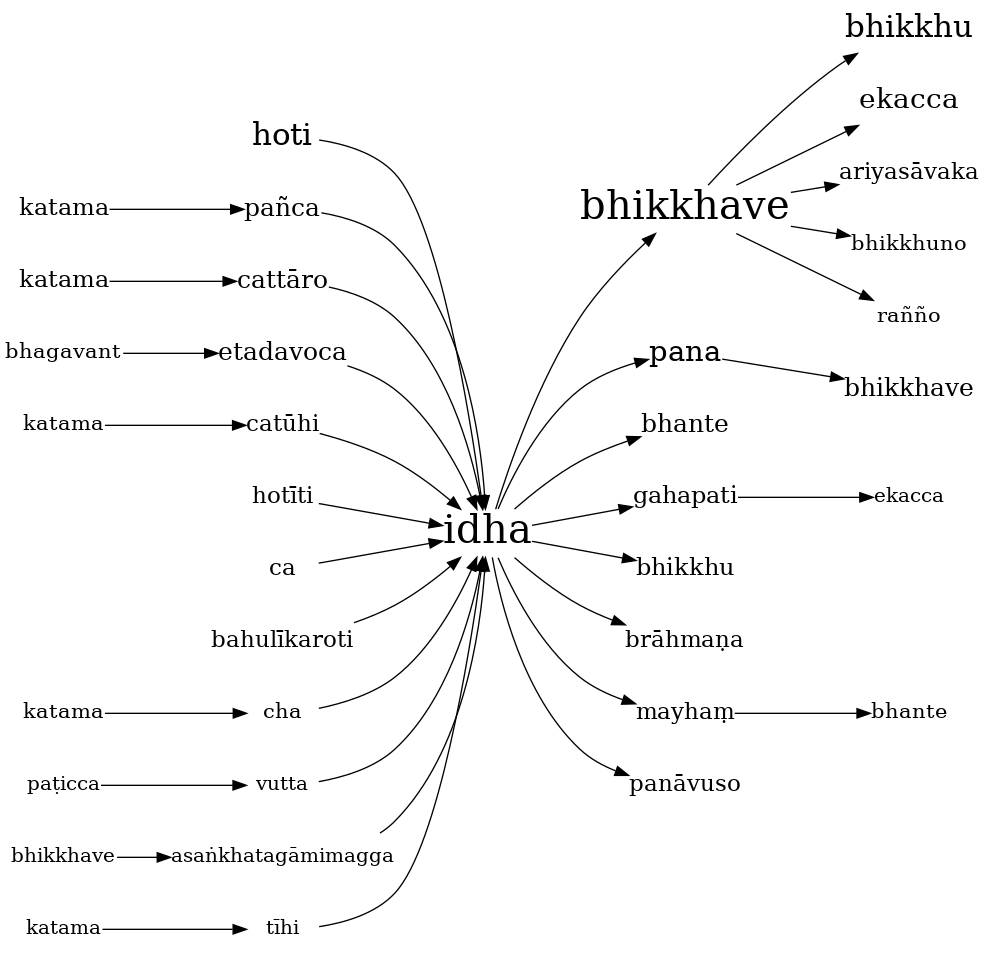 bhikkhu
ekacca
hoti
ariyasāvaka
katama pañca bhikkhave
bhikkhuno
katama cattāro
rañño
bhagavant etadavoca pana
bhikkhave
katama catūhi bhante
hotīti gahapati ekacca
idha
ca bhikkhu
bahulīkaroti brāhmaṇa
katama cha mayhaṃ bhante
paṭicca vutta panāvuso
bhikkhave asaṅkhatagāmimagga
katama tīhi